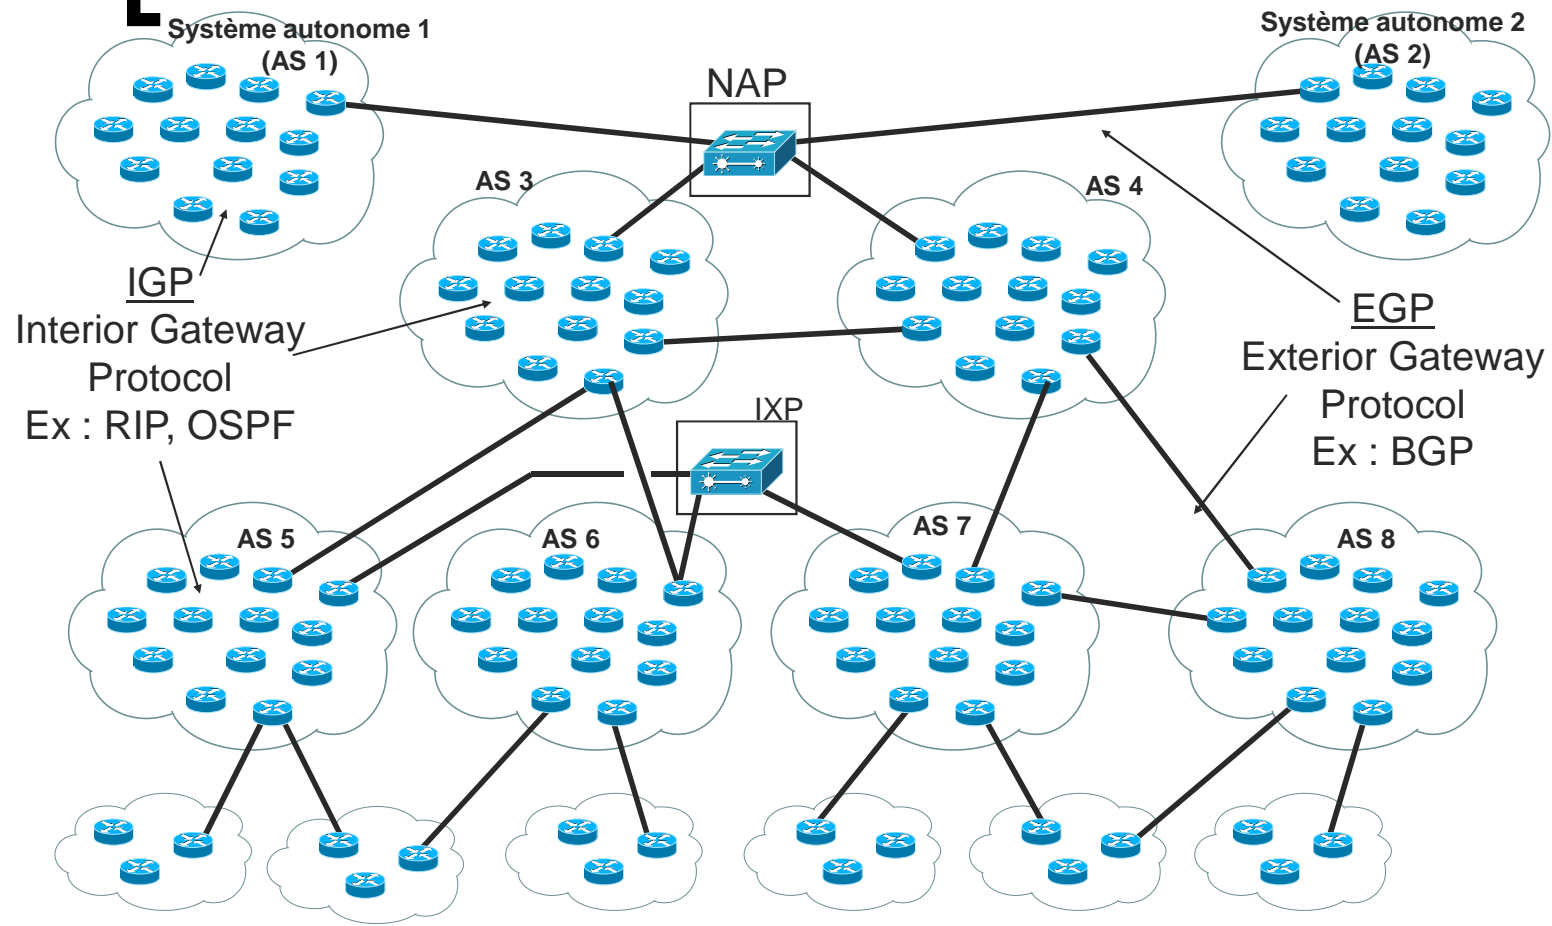 Système autonome 1
(AS 1)
Système autonome 2
(AS 2)
NAP
AS 3
AS 4
IGP
Interior Gateway
Protocol
Ex : RIP, OSPF
EGP
Exterior Gateway
Protocol
Ex : BGP
IXP
AS 5
AS 6
AS 7
AS 8